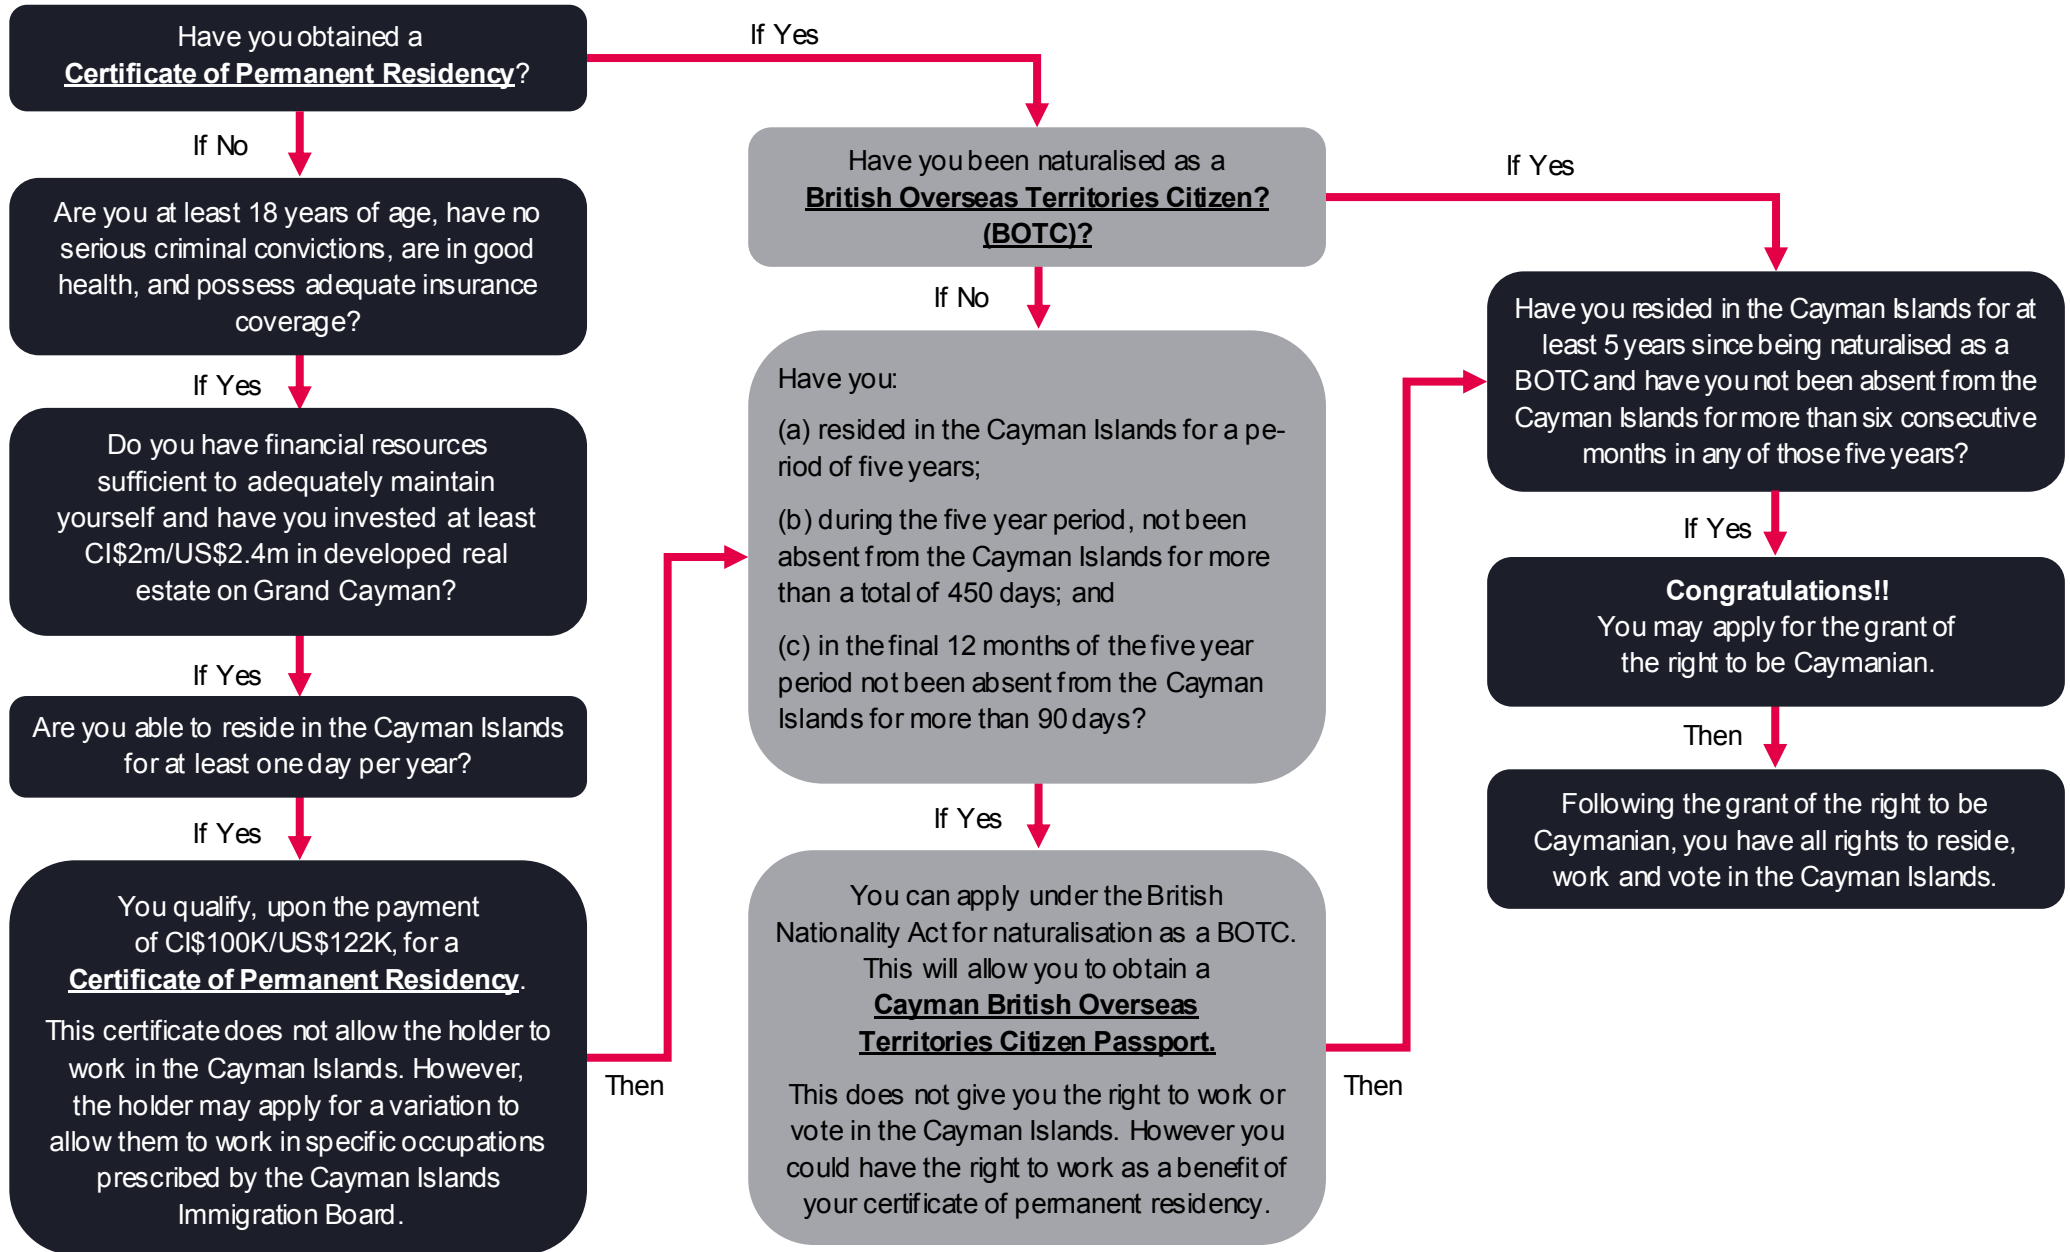 Have you obtained a
Certificate of Permanent Residency?
If No
Are you at least 18 years of age, have no
serious criminal convictions, are in good
health, and possess adequate insurance
coverage?
If Yes
Do you have financial resources
sufficient to adequately maintain
yourself and have you invested at least
CI$2m/US$2.4m in developed real
estate on Grand Cayman?
If Yes
Are you able to reside in the Cayman Islands
for at least one day per year?
If Yes
You qualify, upon the payment
of CI$100K/US$122K, for a
Certificate of Permanent Residency.
This certificate does not allow the holder to
work in the Cayman Islands. However,
the holder may apply for a variation to
allow them to work in specific occupations
prescribed by the Cayman Islands
Immigration Board.
Then
If Yes
Have you been naturalised as a
British Overseas Territories Citizen?
(BOTC)?
If No
Have you:
(a) resided in the Cayman Islands for a pe-
riod of five years;
(b) during the five year period, not been
absent from the Cayman Islands for more
than a total of 450 days; and
(c) in the final 12 months of the five year
period not been absent from the Cayman
Islands for more than 90 days?
If Yes
You can apply under the British
Nationality Act for naturalisation as a BOTC.
This will allow you to obtain a
Cayman British Overseas
Territories Citizen Passport.
This does not give you the right to work or
vote in the Cayman Islands. However you
could have the right to work as a benefit of
your certificate of permanent residency.
Then
If Yes
Have you resided in the Cayman Islands for at
least 5 years since being naturalised as a
BOTC and have you not been absent from the
Cayman Islands for more than six consecutive
months in any of those five years?
If Yes
Congratulations!!
You may apply for the grant of
the right to be Caymanian.
Then
Following the grant of the right to be
Caymanian, you have all rights to reside,
work and vote in the Cayman Islands.